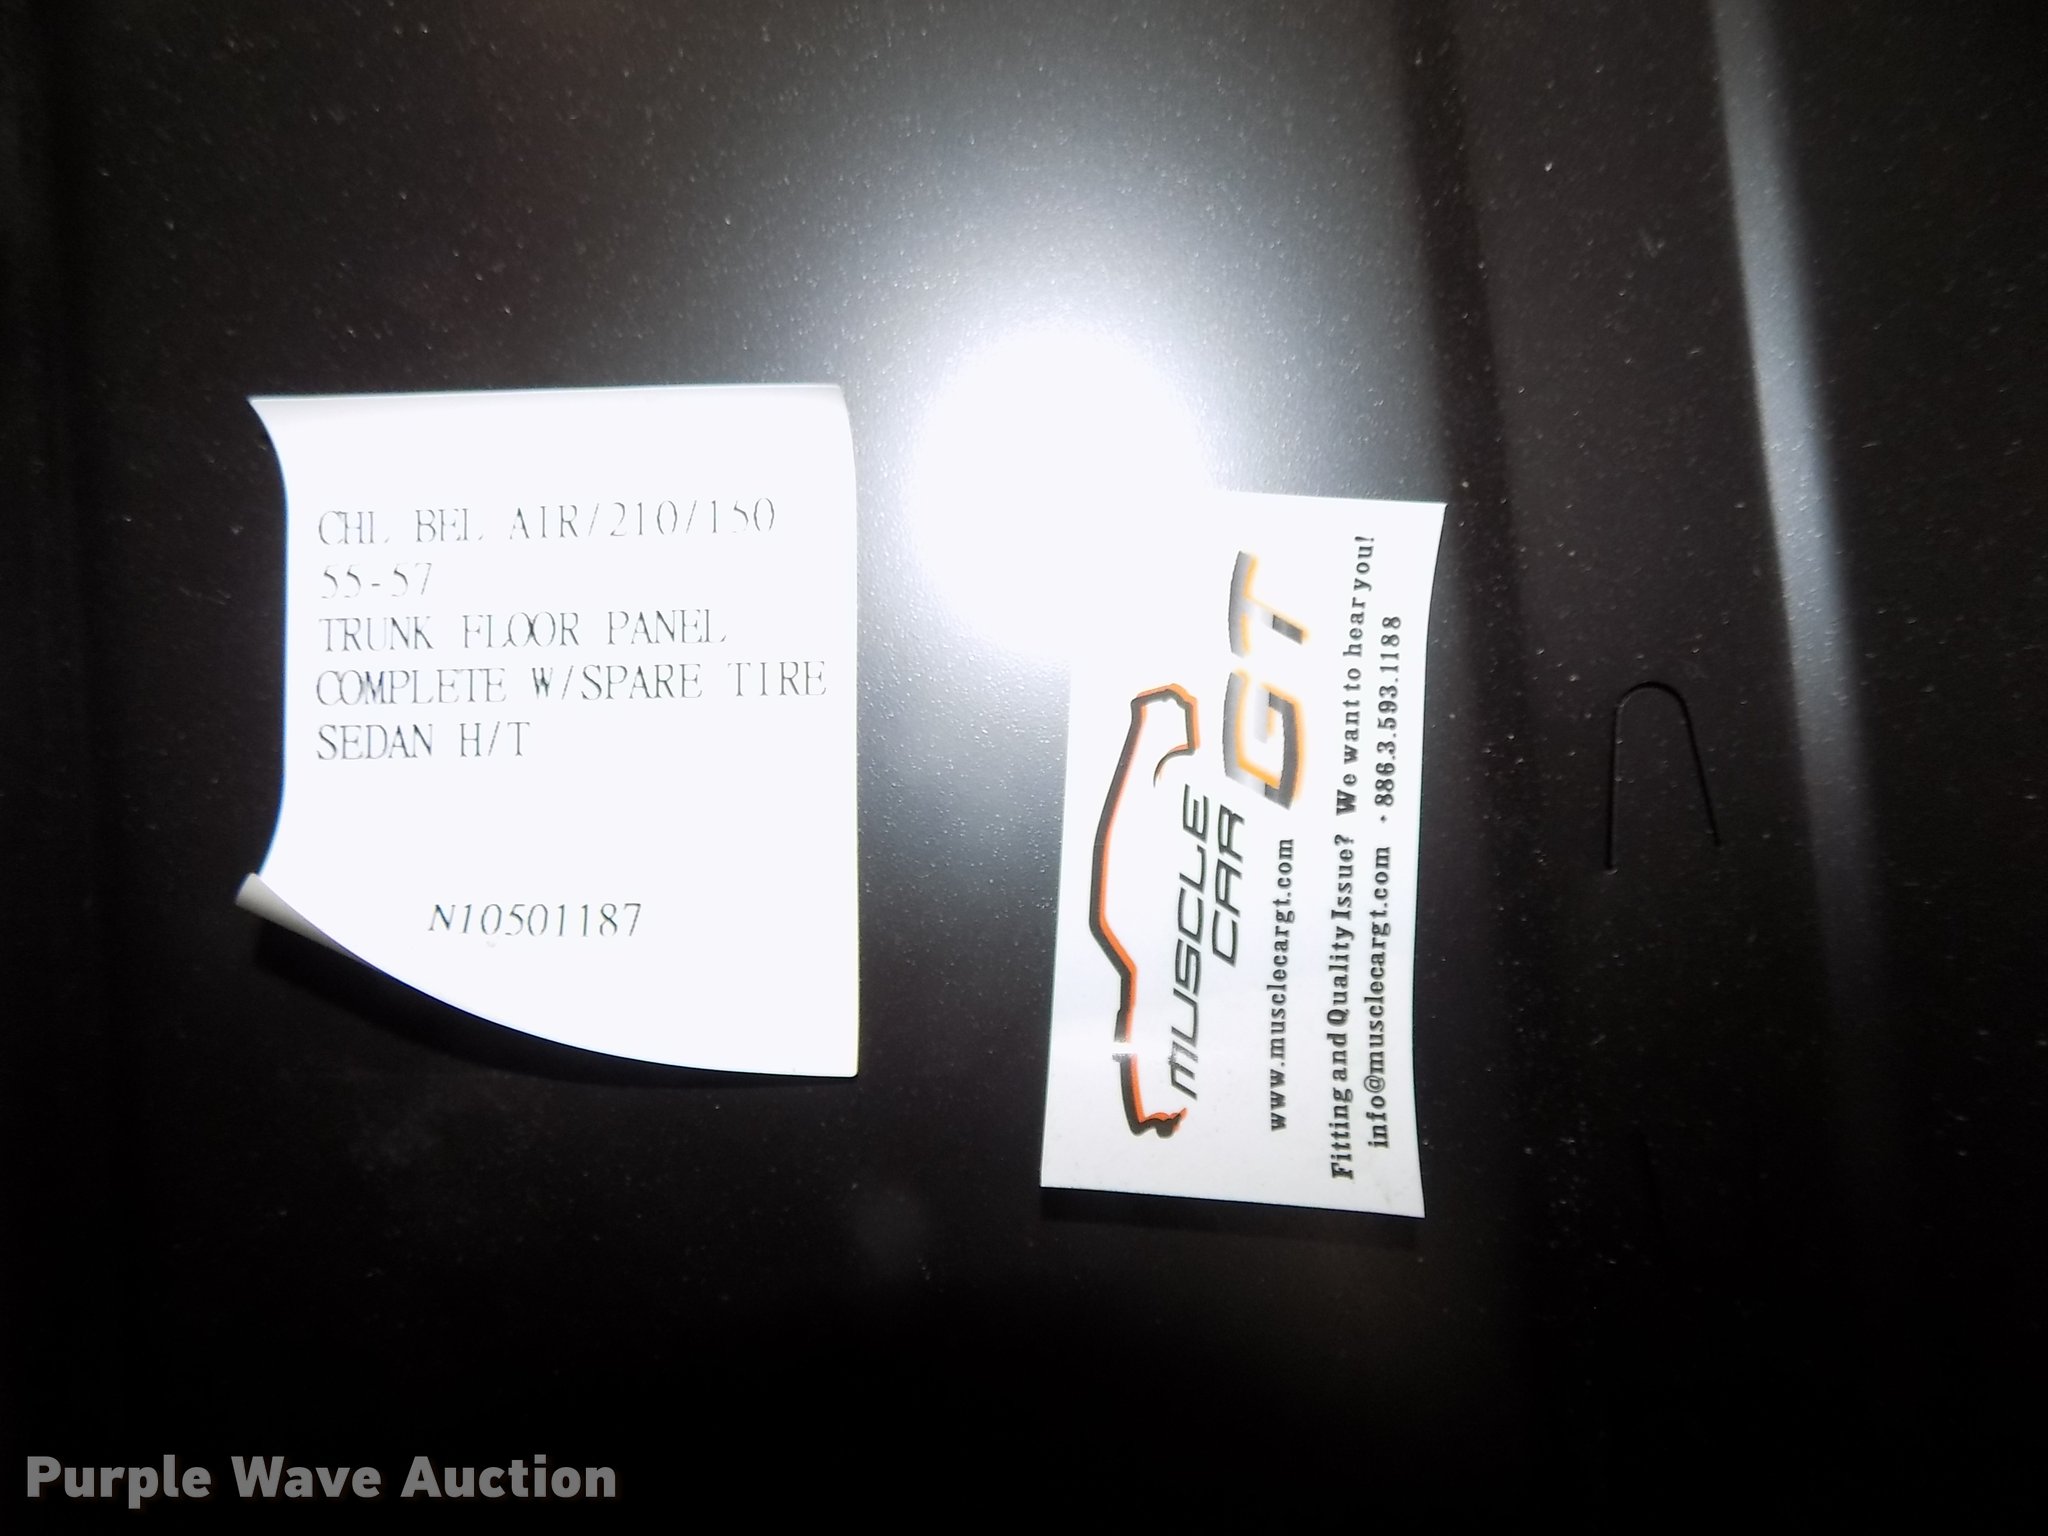 CHL BEL AIR/210/150
55-57
TRUNK FLOOR PANEL
COMPLETE W/SPARE TIRE
SEDAN H/T
N10501187
MUSCLE
CAR GT
www.musclecargt.com
Fitting and Quality Issue? We want to hear you!
info@musclecargt.com • 886.3.593.1188
Purple Wave Auction